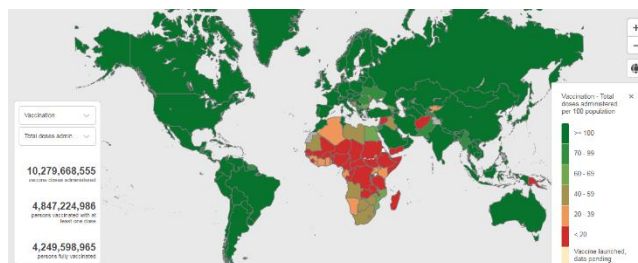 Vaccination
Total doses admin...
10,279,668,555
vaccine doses administered
4,847,224,986
persons vaccinated with at
least one dose
4,249,598,965
persons fully vaccinated
+
−
Vaccination - Total
doses administered
per 100 population
×
>= 100
70 - 99
60 - 69
40 - 59
20 - 39
< 20
Vaccine launched,
data pending